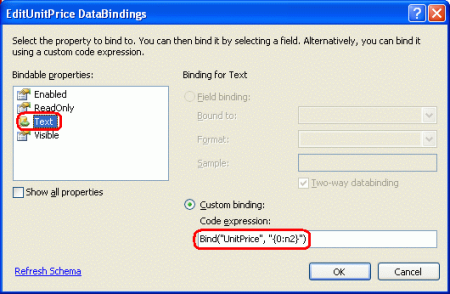 EditUnitPrice DataBindings
Select the property to bind to. You can then bind it by selecting a field. Alternatively, you can bind it
using a custom code expression.
Bindable properties:
Enabled
ReadOnly
Text
Visible
Show all properties
Binding for Text
Field binding:
Bound to:
Format:
Sample:
Two-way databinding
Custom binding:
Code expression:
Bind("UnitPrice", "{0:n2}")
Refresh Schema
OK
Cancel